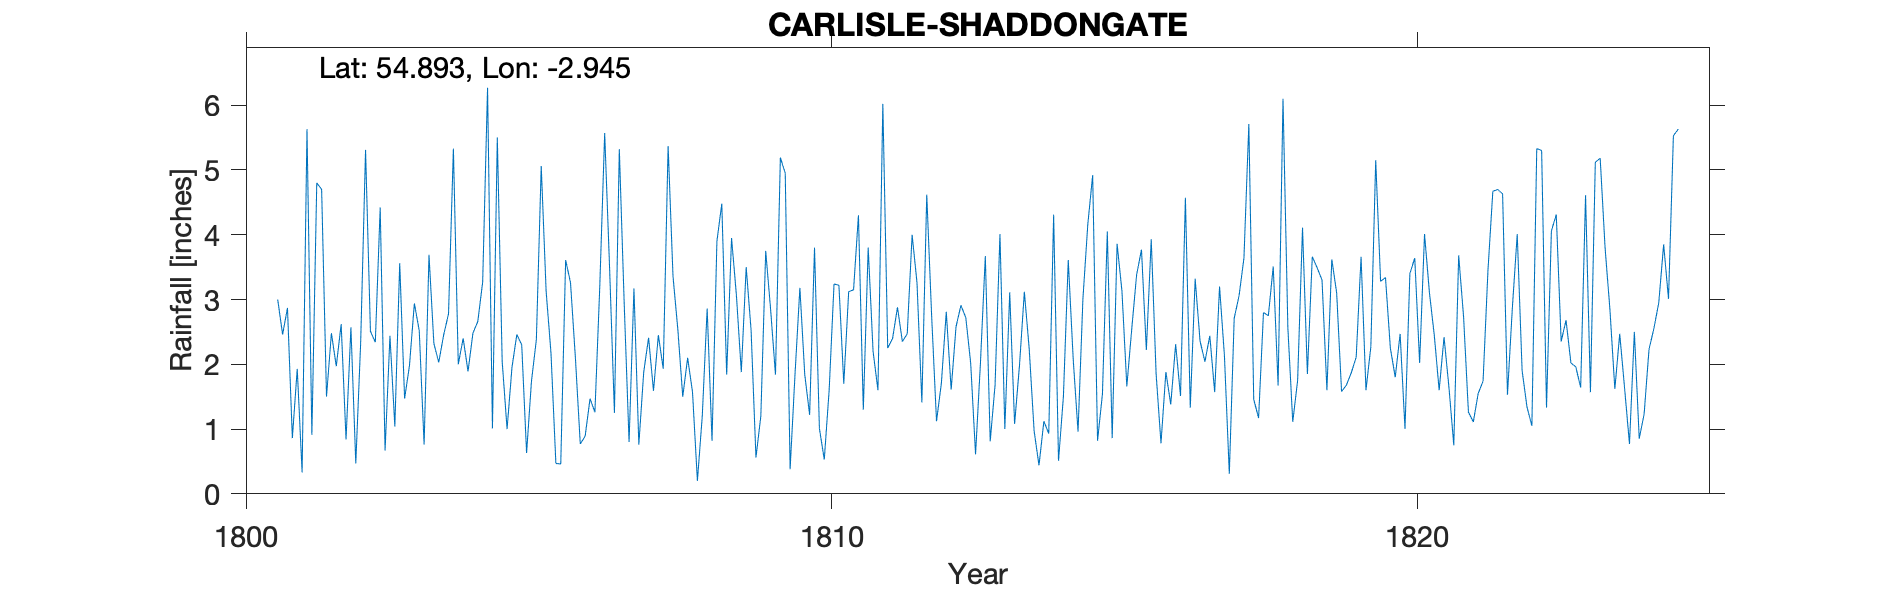 CARLISLE-SHADDONGATE
Lat: 54.893, Lon: -2.945
6
5
4
3
2
1
0
Rainfall [inches]
1800
1810
1820
Year